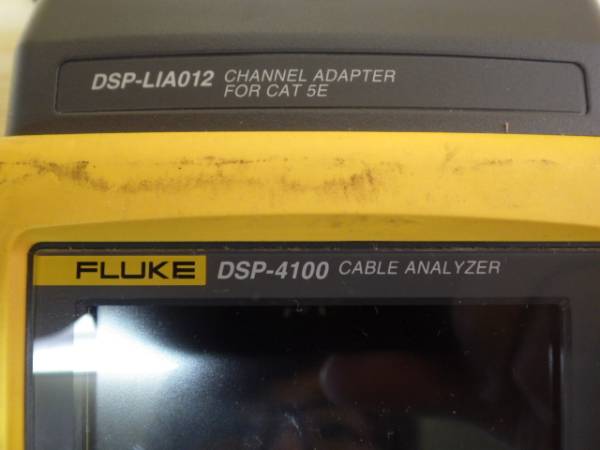 DSP-LIA012 CHANNEL ADAPTER
FOR CAT 5E
FLUKE DSP-4100 CABLE ANALYZER